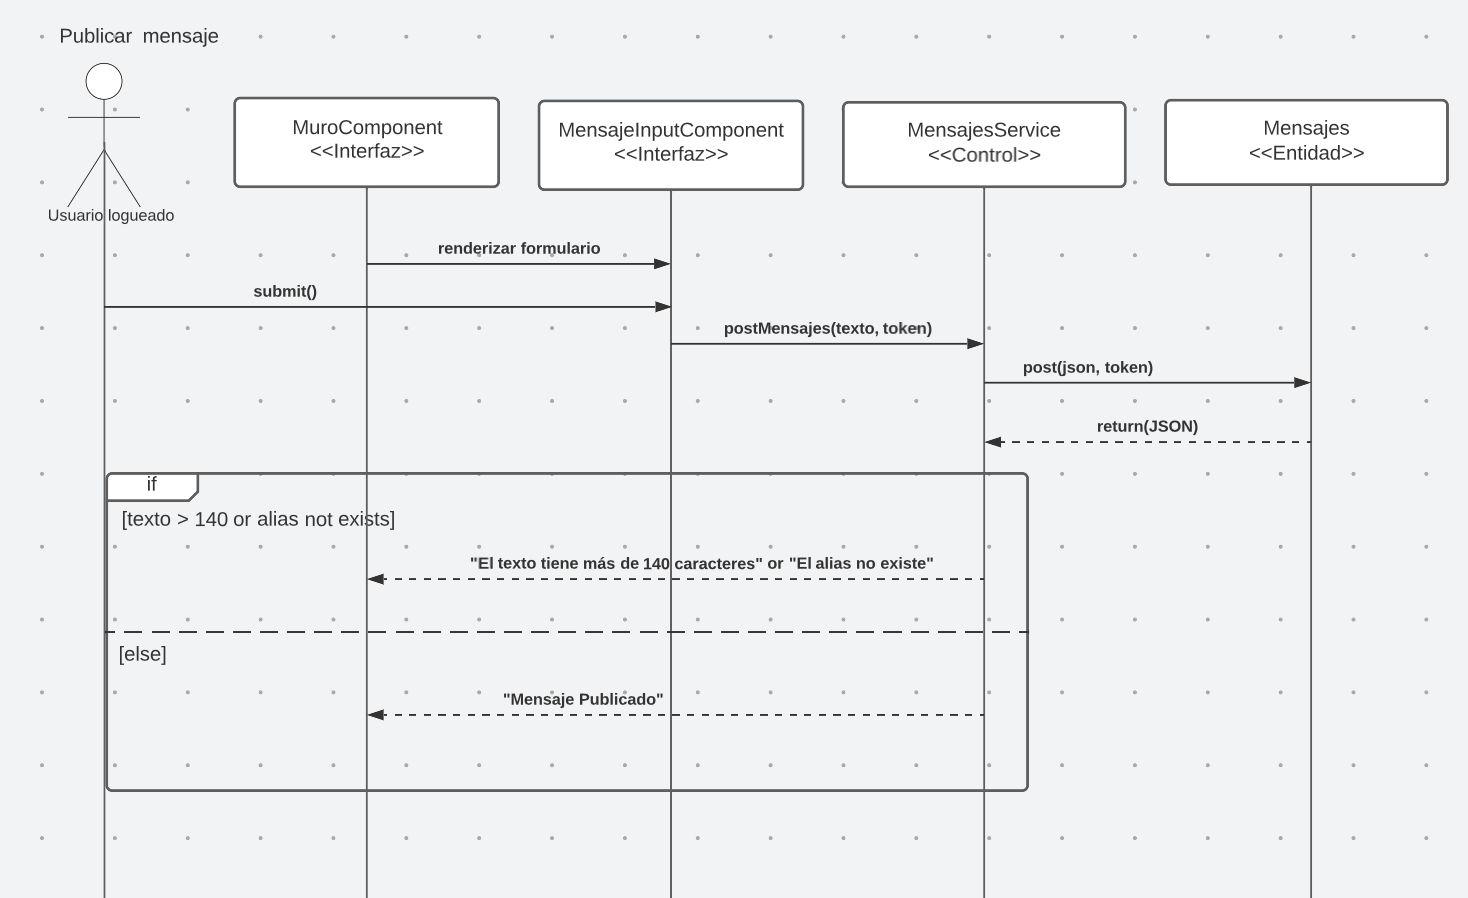 Publicar mensaje
Usuario logueado
MuroComponent
<<Interfaz>>
MensajeInputComponent
<<Interfaz>>
MensajesService
<<Control>>
Mensajes
<<Entidad>>
renderizar formulario
submit()
postMensajes(texto, token)
post(json, token)
return(JSON)
if
[texto > 140 or alias not exists]
"El texto tiene más de 140 caracteres" or "El alias no existe"
[else]
"Mensaje Publicado"